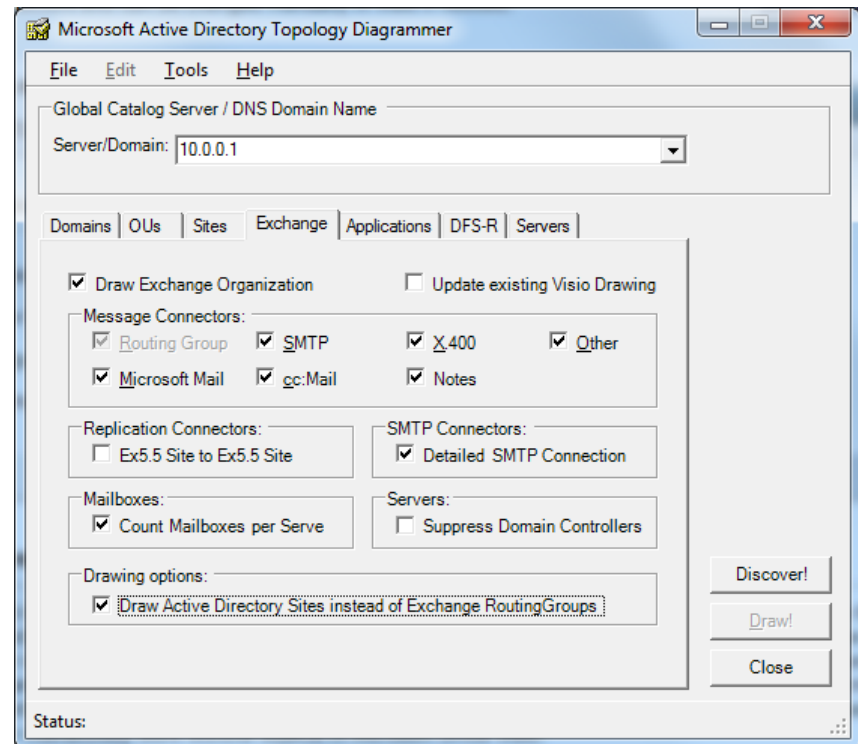 Microsoft Active Directory Topology Diagrammer
File Edit Tools Help
Global Catalog Server / DNS Domain Name
Server/Domain: 10.0.0.1
Domains OUs Sites Exchange Applications DFS-R Servers
Draw Exchange Organization Update existing Visio Drawing
Message Connectors:
Routing Group SMTP X.400 Other
Microsoft Mail cc:Mail Notes
Replication Connectors: SMTP Connectors:
Ex5.5 Site to Ex5.5 Site Detailed SMTP Connection
Mailboxes: Servers:
Count Mailboxes per Serve Suppress Domain Controllers
Drawing options:
Draw Active Directory Sites instead of Exchange RoutingGroups
Discover!
Draw!
Close
Status: